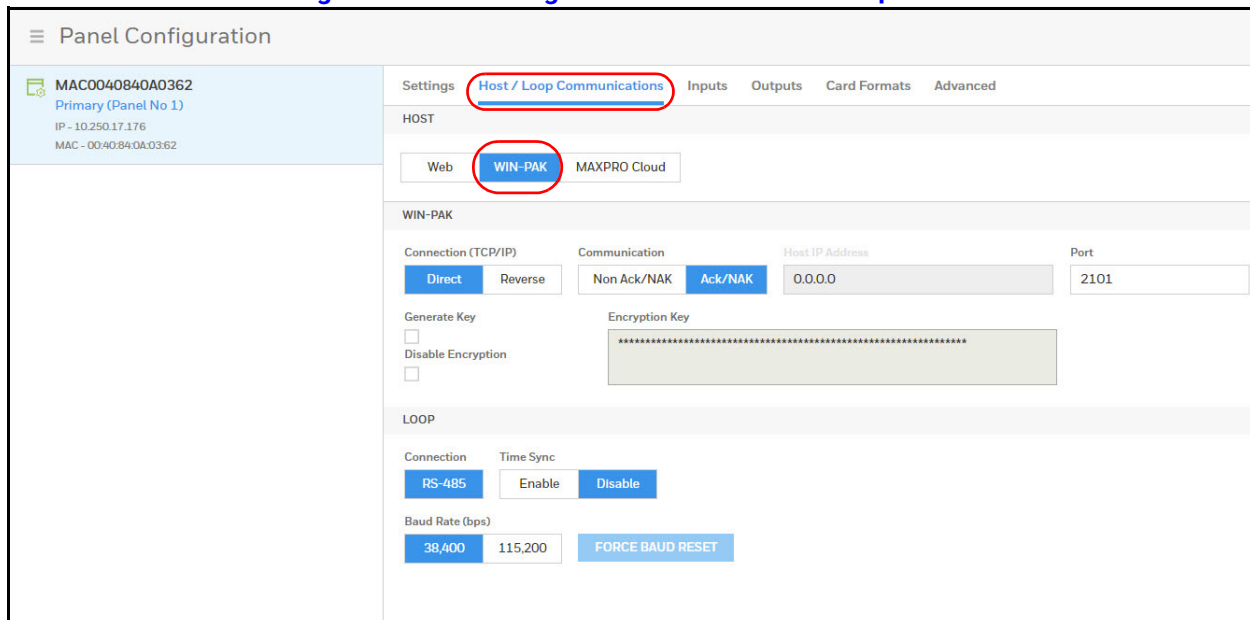 Panel Configuration
MAC0040840A0362
Primary (Panel No 1)
IP - 10.250.17.176
MAC - 00:40:84:0A:03:62
Settings Host / Loop Communications Inputs Outputs Card Formats Advanced
HOST
Web WIN-PAK MAXPRO Cloud
WIN-PAK
Connection (TCP/IP) Communication Host IP Address Port
Direct Reverse Non Ack/NAK Ack/NAK 0.0.0.0 2101
Generate Key Encryption Key
****************************************************************
Disable Encryption
LOOP
Connection Time Sync
RS-485 Enable Disable
Baud Rate (bps)
38,400 115,200 FORCE BAUD RESET